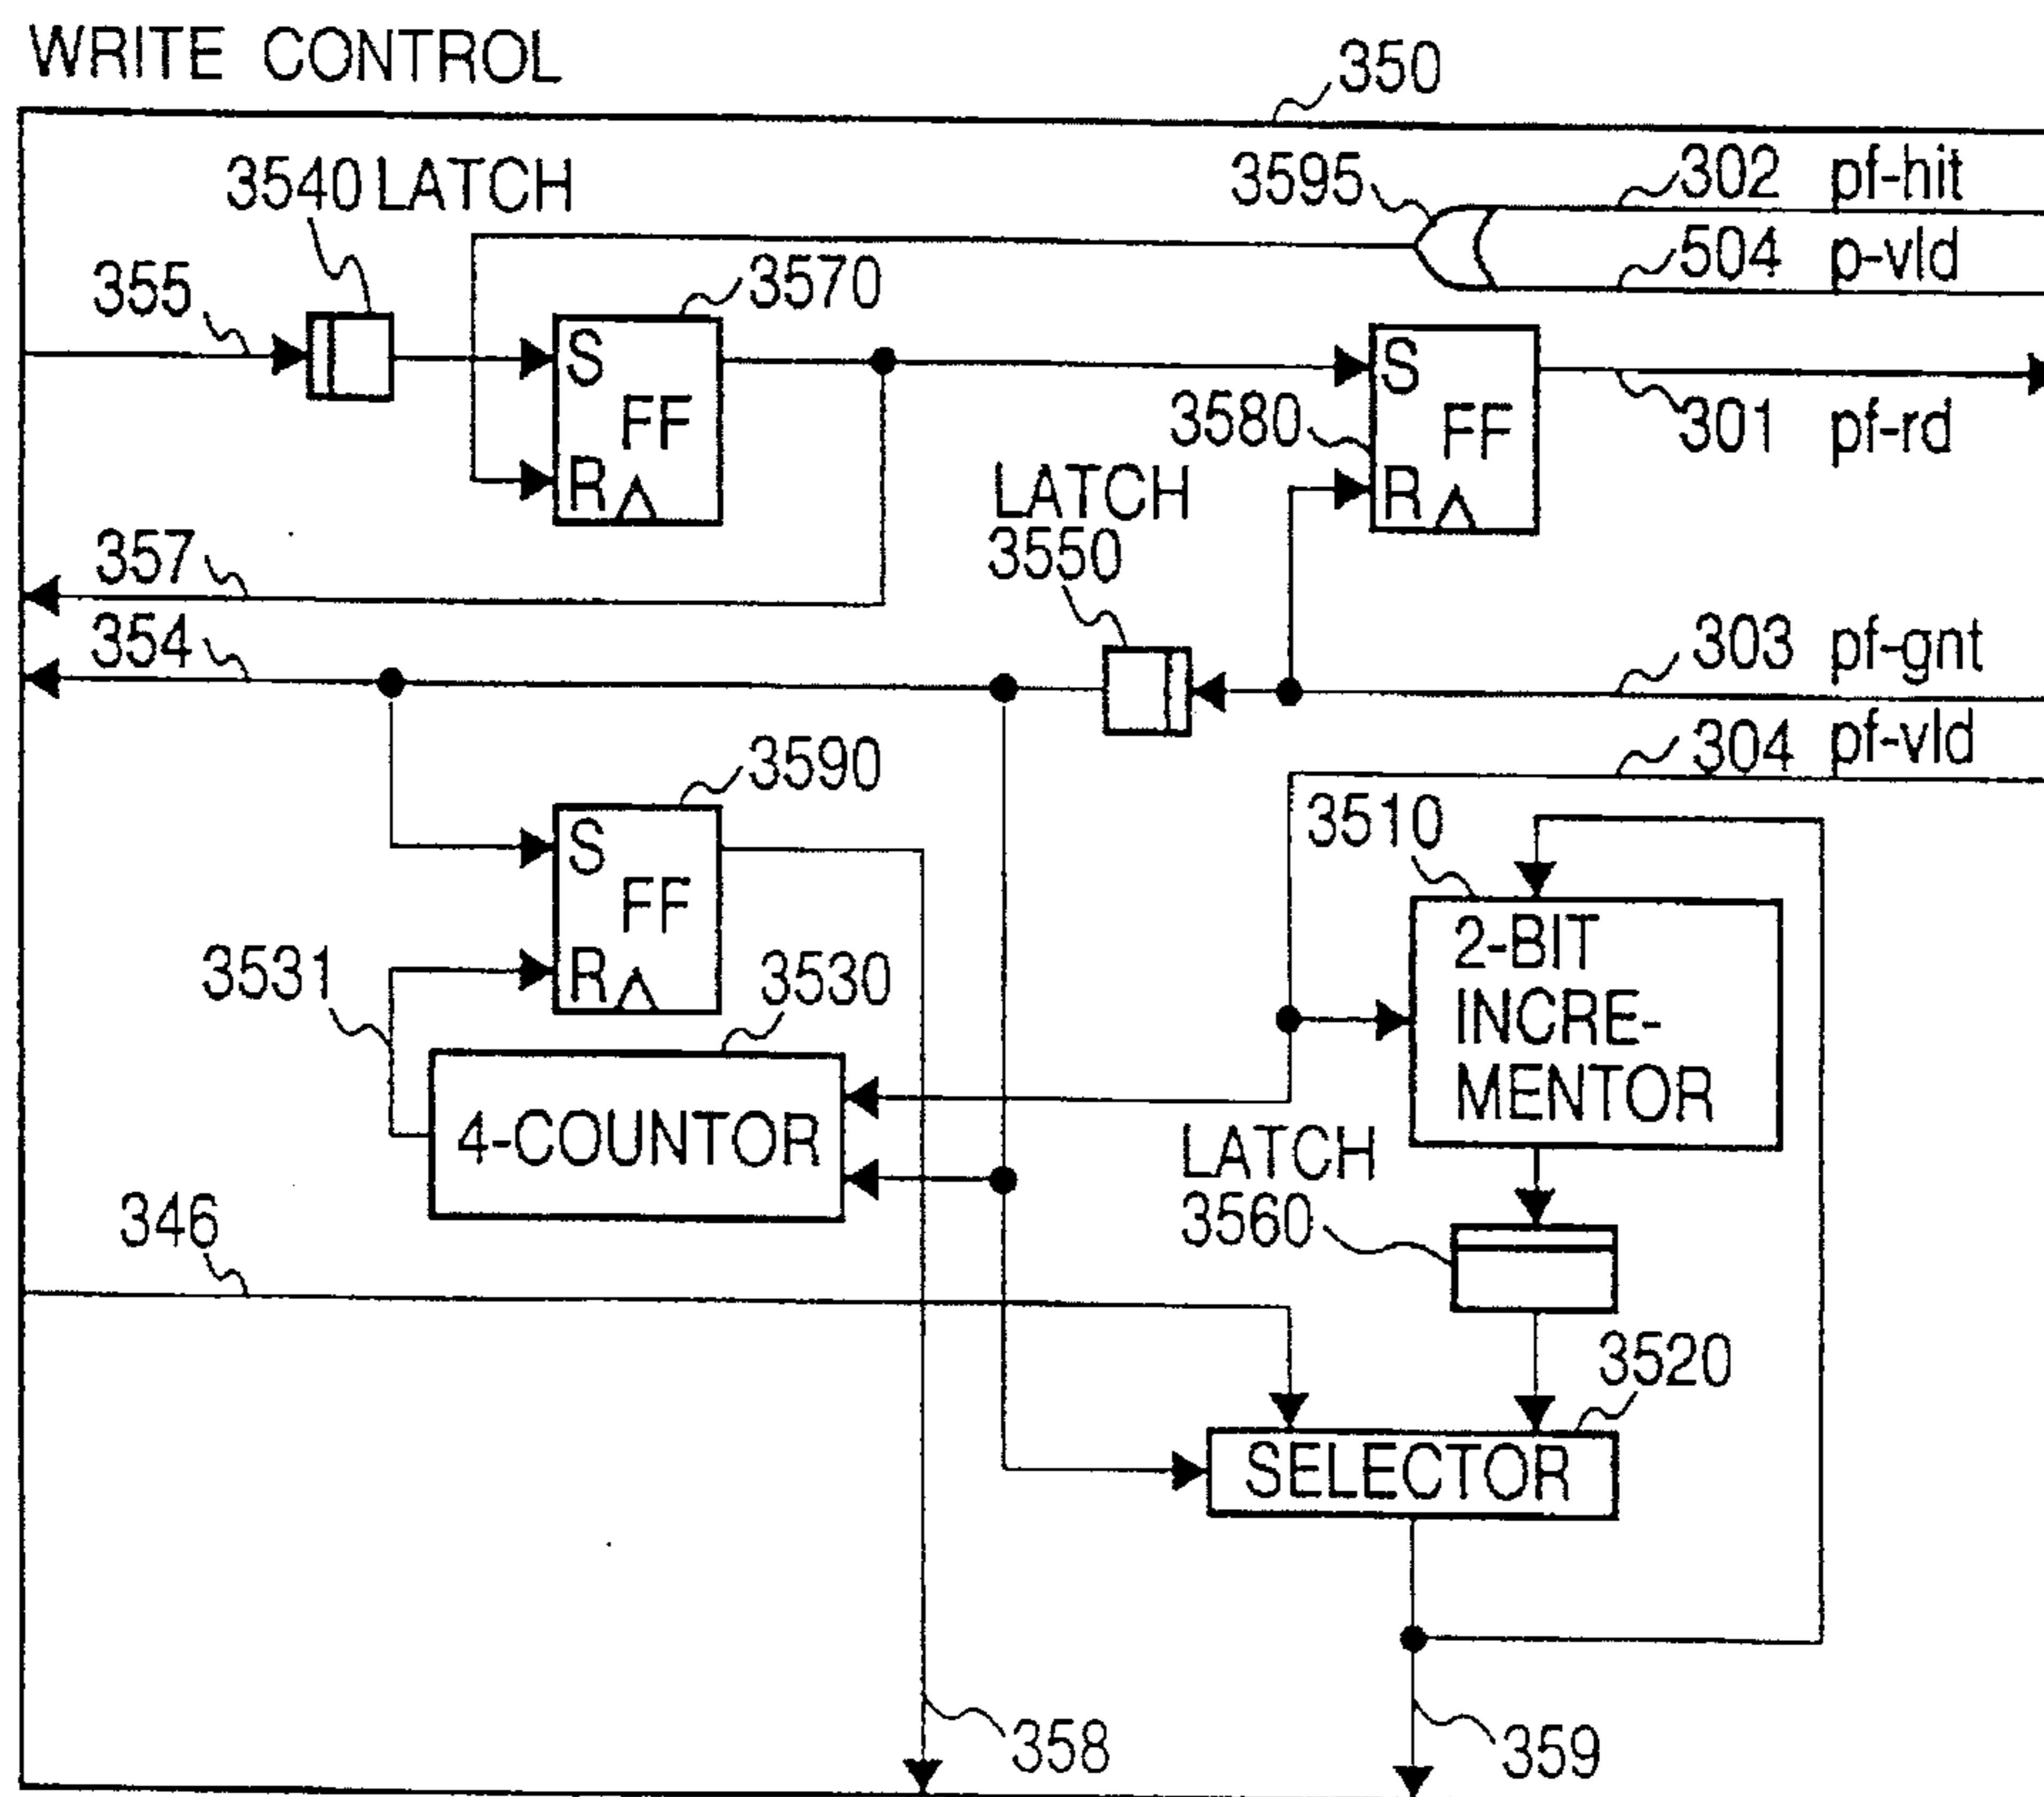 WRITE CONTROL
350
3540 LATCH
3595
302 pf-hit
504 p-vld
355
3570
S
FF
R
3580
S
FF
R
301 pf-rd
LATCH
3550
357
354
303 pf-gnt
304 pf-vld
3590
S
FF
R
3510
2-BIT
INCRE-
MENTOR
3531
3530
4-COUNTOR
LATCH
3560
346
3520
SELECTOR
358
359